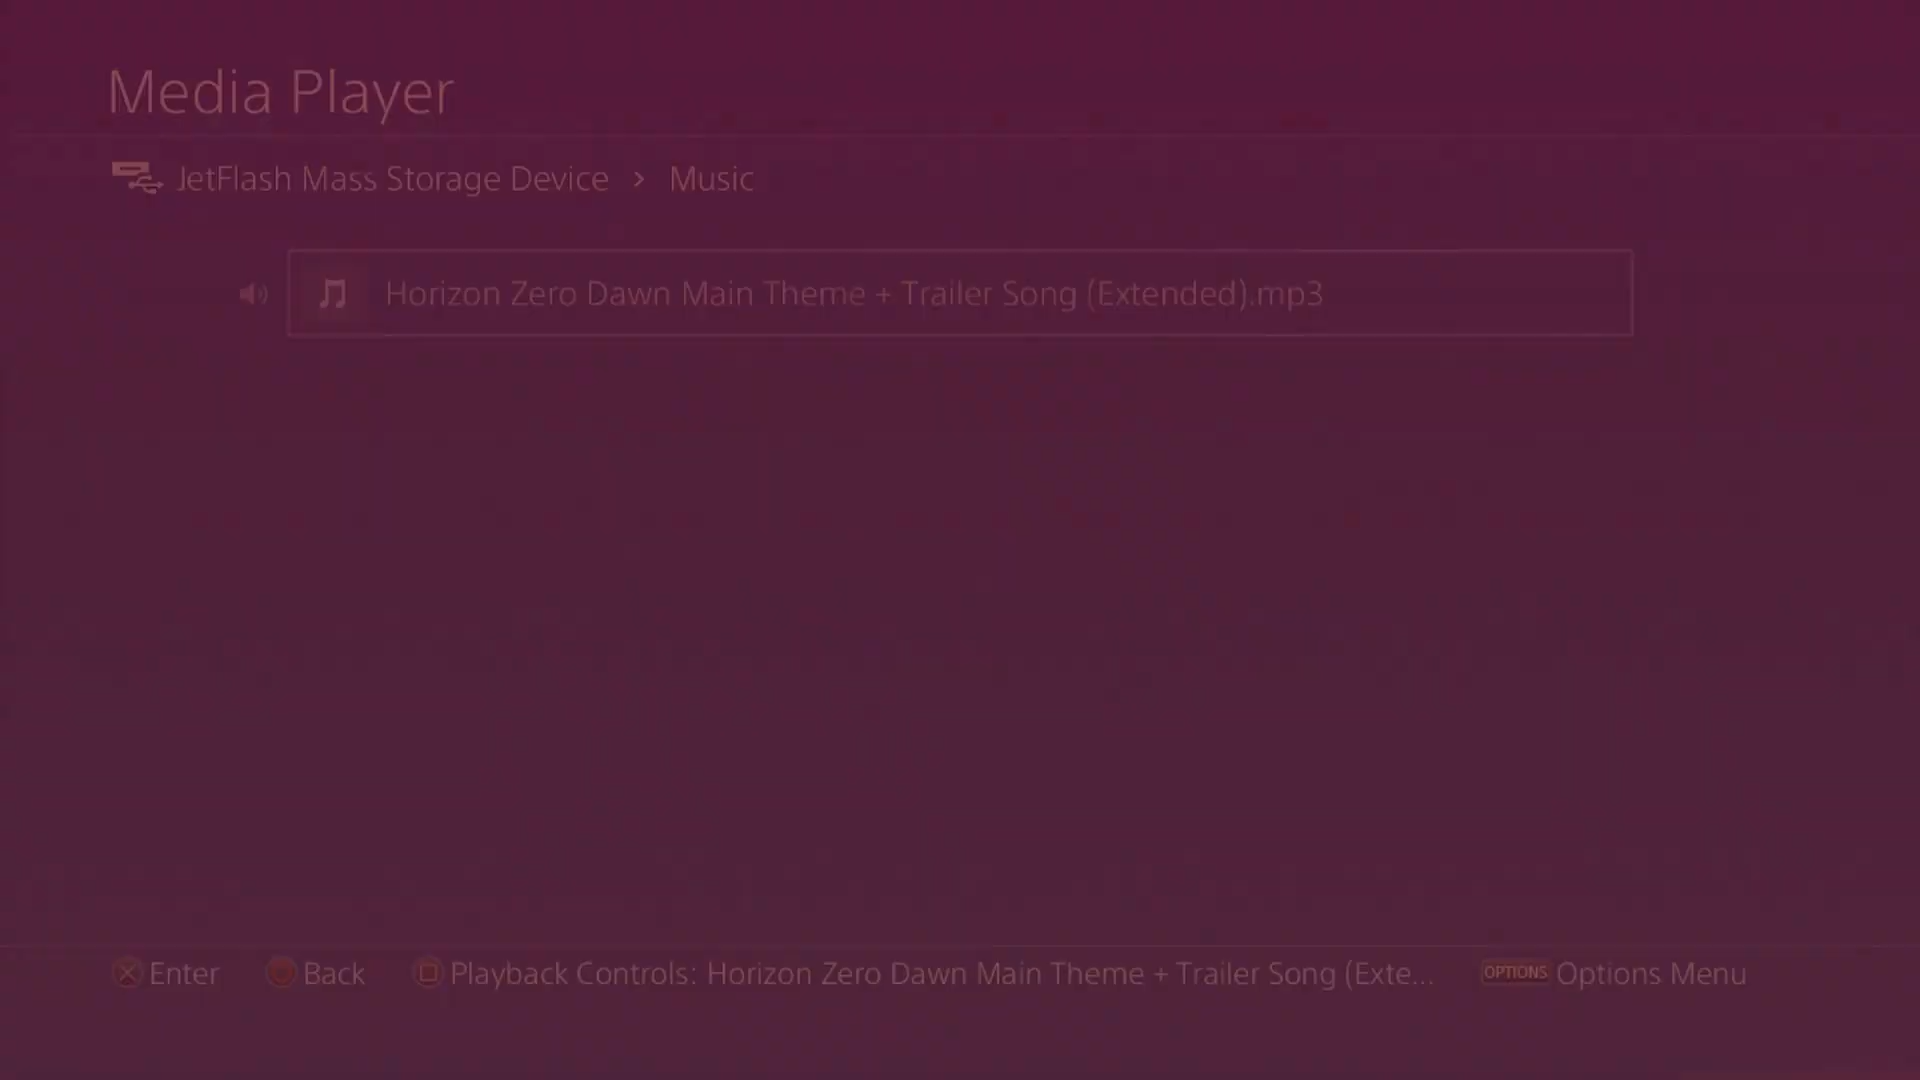 Media Player
JetFlash Mass Storage Device > Music
Horizon Zero Dawn Main Theme + Trailer Song (Extended).mp3
Enter Back Playback Controls: Horizon Zero Dawn Main Theme + Trailer Song (Exte... OPTIONS Options Menu